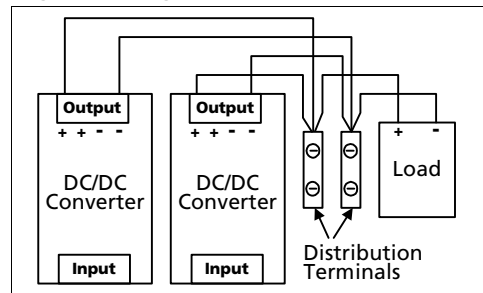 Output
+ + - -
DC/DC
Converter
Input
Output
+ + - -
DC/DC
Converter
Input
+ -
Load
Distribution
Terminals